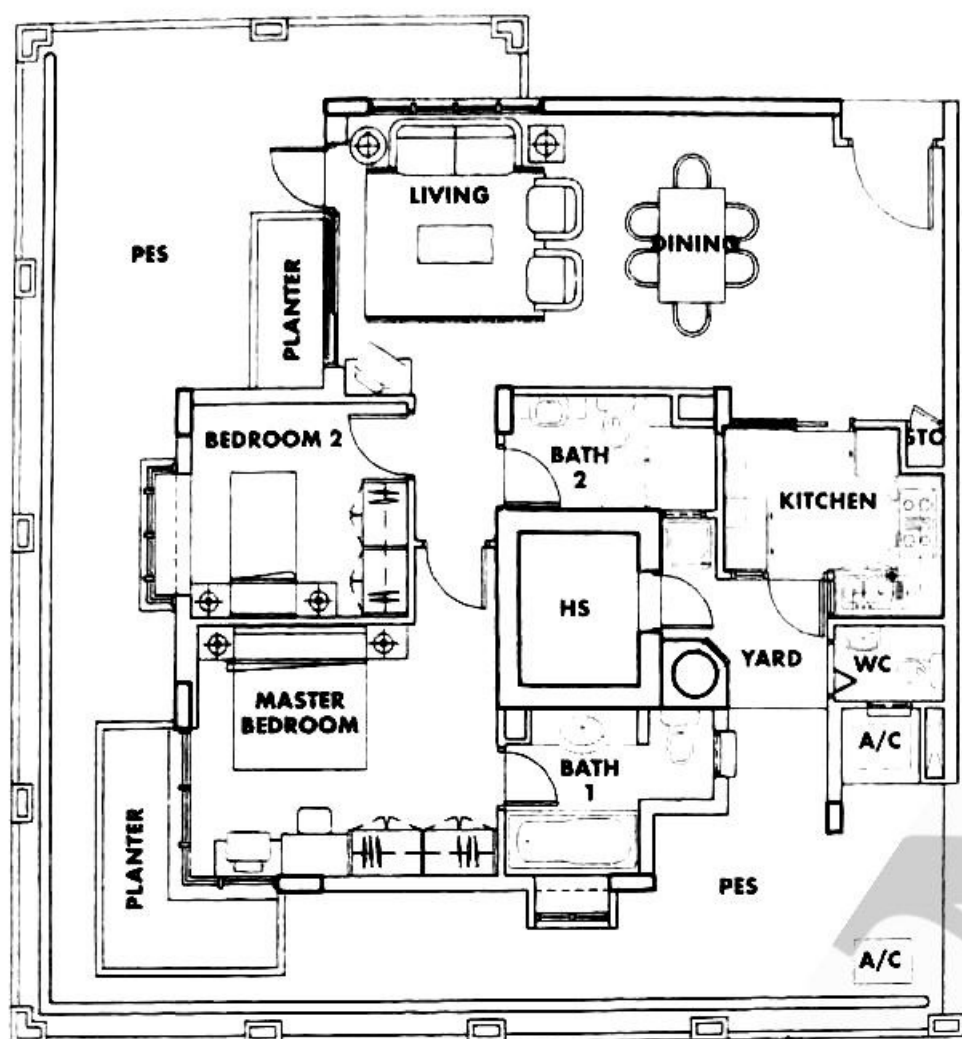 LIVING
DINING
PES
PLANTER
BEDROOM 2
BATH
2
STO
KITCHEN
HS
YARD
WC
MASTER
BEDROOM
A/C
BATH
1
PLANTER
PES
A/C